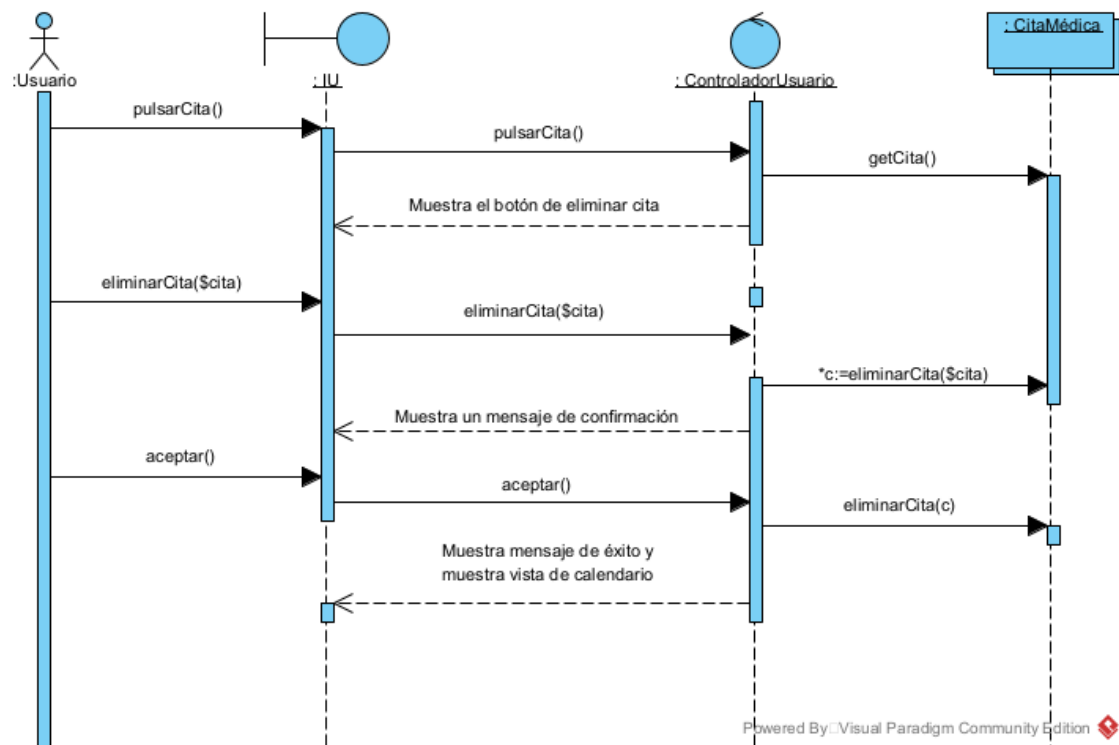 :Usuario
: IU
: ControladorUsuario
: CitaMédica
pulsarCita()
pulsarCita()
getCita()
Muestra el botón de eliminar cita
eliminarCita($cita)
eliminarCita($cita)
*c:=eliminarCita($cita)
Muestra un mensaje de confirmación
aceptar()
aceptar()
eliminarCita(c)
Muestra mensaje de éxito y
muestra vista de calendario
Powered By Visual Paradigm Community Edition